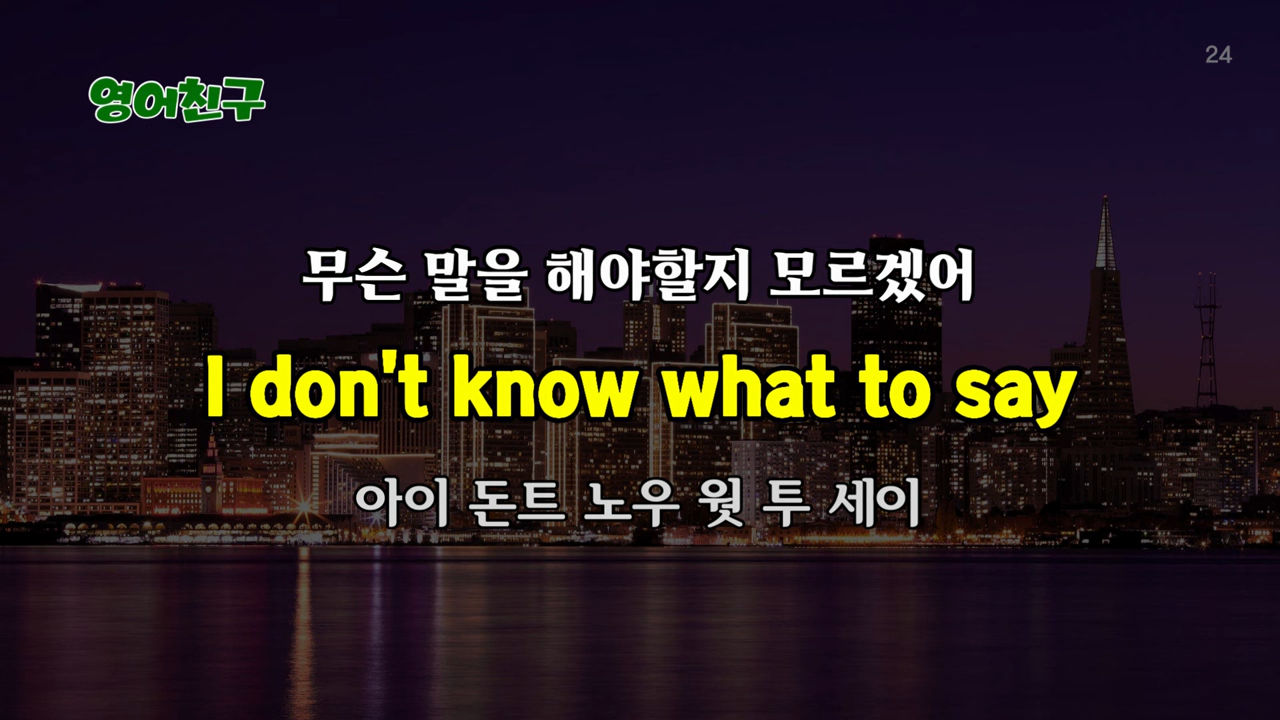 24
영어친구
무슨 말을 해야할지 모르겠어
I don't know what to say
아이 돈트 노우 왓 투 세이